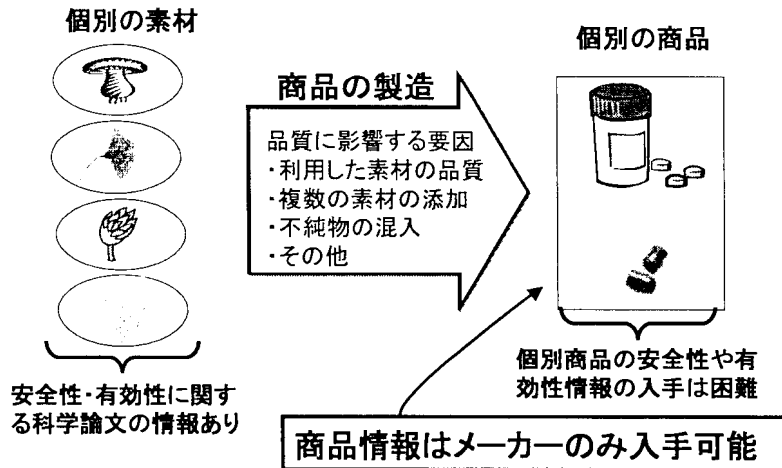 個別の素材
安全性・有効性に関す
る科学論文の情報あり
商品の製造
品質に影響する要因
・利用した素材の品質
・複数の素材の添加
・不純物の混入
・その他
個別の商品
個別商品の安全性や有
効性情報の入手は困難
商品情報はメーカーのみ入手可能